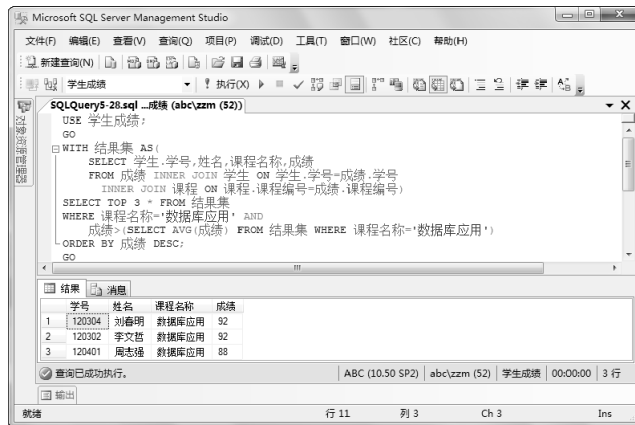 Microsoft SQL Server Management Studio
文件(F) 编辑(E) 查看(V) 查询(Q) 项目(P) 调试(D) 工具(T) 窗口(W) 社区(C) 帮助(H)
新建查询(N)
学生成绩 执行(X)
SQLQuery5-28.sql ...成绩 (abc\zzm (52))
对象资源管理器
USE 学生成绩;
GO
WITH 结果集 AS(
SELECT 学生.学号,姓名,课程名称,成绩
FROM 成绩 INNER JOIN 学生 ON 学生.学号=成绩.学号
INNER JOIN 课程 ON 课程.课程编号=成绩.课程编号)
SELECT TOP 3 * FROM 结果集
WHERE 课程名称='数据库应用' AND
成绩>(SELECT AVG(成绩) FROM 结果集 WHERE 课程名称='数据库应用')
ORDER BY 成绩 DESC;
GO
结果 消息
学号 姓名 课程名称 成绩
1 120304 刘春明 数据库应用 92
2 120302 李文哲 数据库应用 92
3 120401 周志强 数据库应用 88
查询已成功执行。 ABC (10.50 SP2) abc\zzm (52) 学生成绩 00:00:00 3 行
输出
就绪 行 11 列 3 Ch 3 Ins